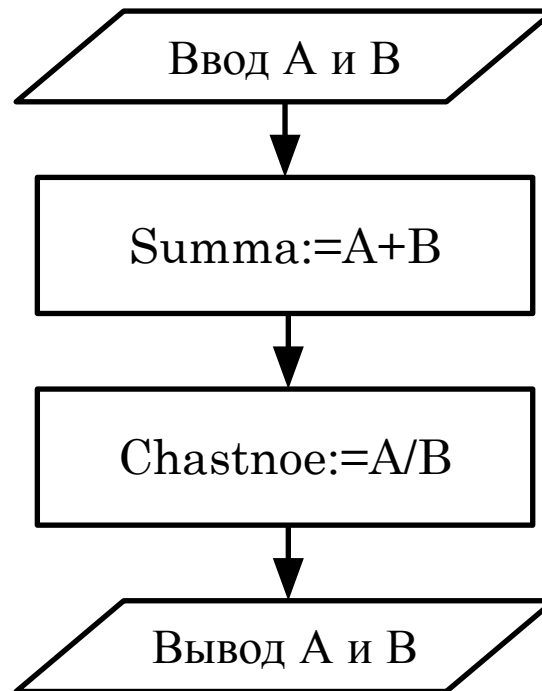 Ввод А и В
Summa:=A+B
Chastnoe:=A/B
Вывод А и В